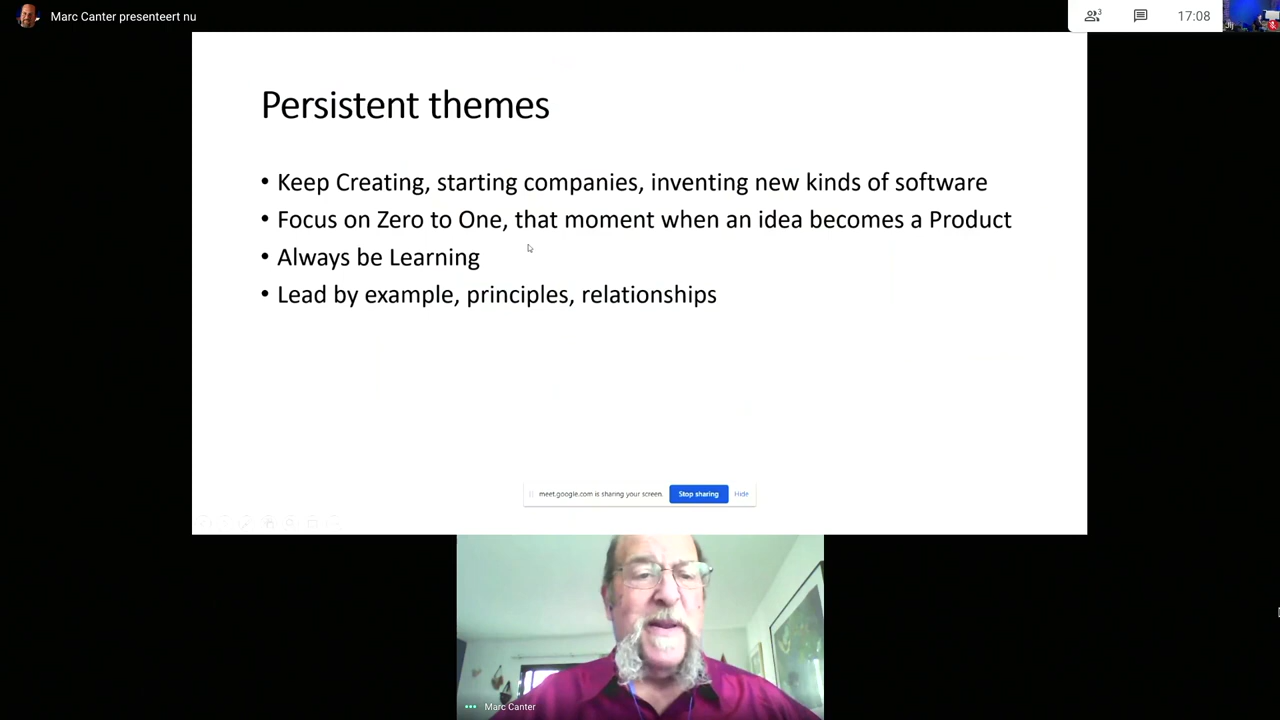 Marc Canter presenteert nu
3
17:08
Jij
Persistent themes
• Keep Creating, starting companies, inventing new kinds of software
• Focus on Zero to One, that moment when an idea becomes a Product
• Always be Learning
• Lead by example, principles, relationships
meet.google.com is sharing your screen.
Stop sharing
Hide
Marc Canter